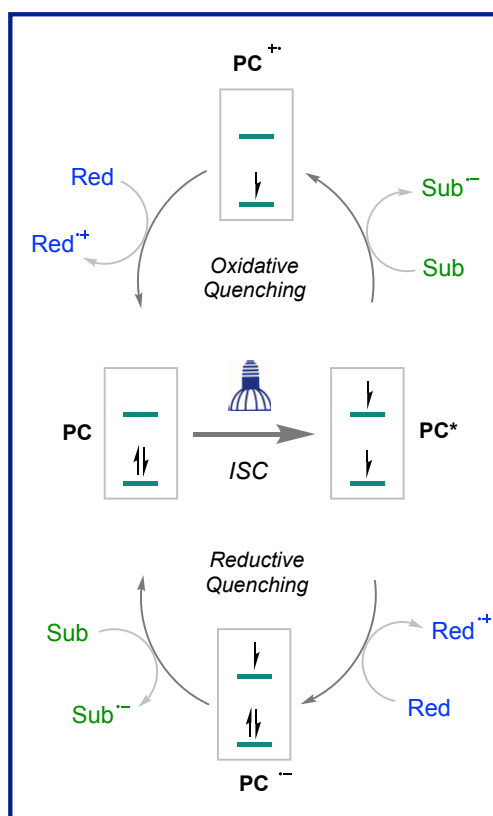 PC +·
Red
Sub·−
Red·+
Sub
Oxidative
Quenching
PC
ISC
PC*
Reductive
Quenching
Sub
Red·+
Sub·−
Red
PC ·−